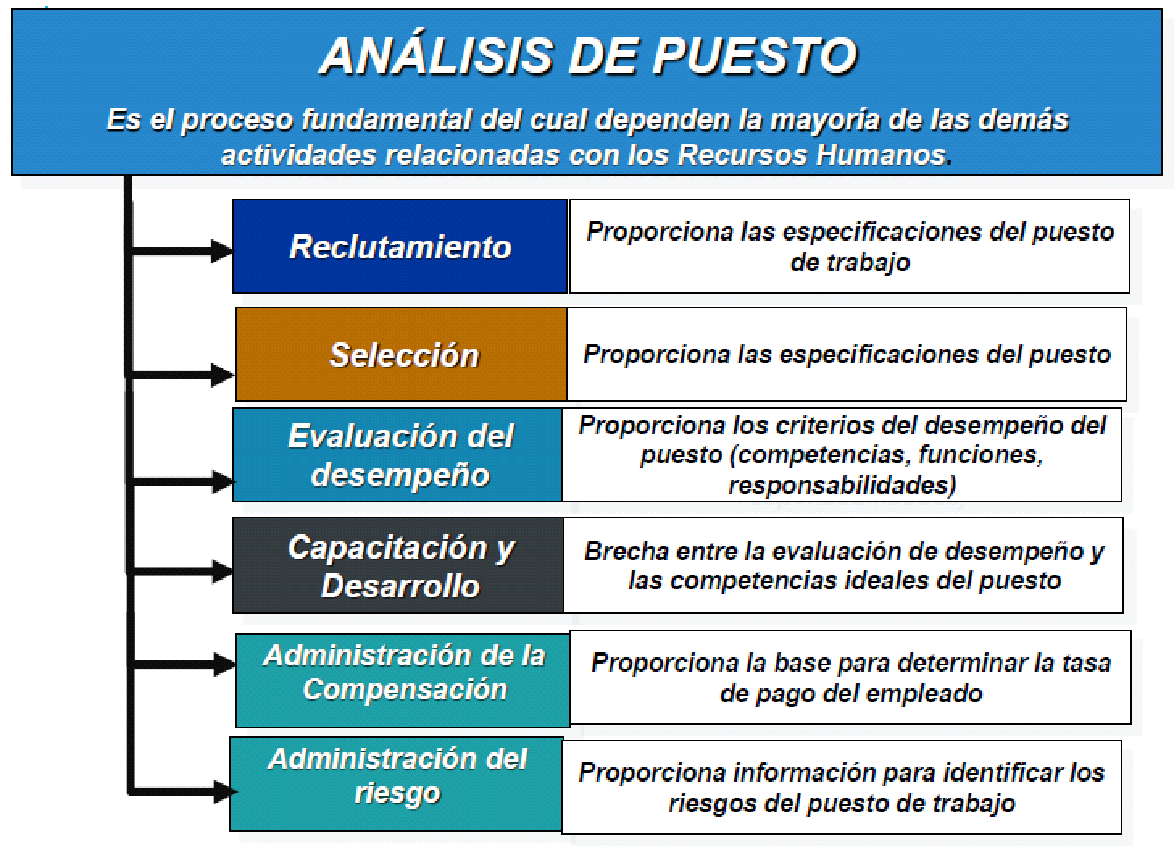 ANÁLISIS DE PUESTO
Es el proceso fundamental del cual dependen la mayoría de las demás
actividades relacionadas con los Recursos Humanos.
Reclutamiento
Proporciona las especificaciones del puesto
de trabajo
Selección
Proporciona las especificaciones del puesto
Evaluación del
desempeño
Proporciona los criterios del desempeño del
puesto (competencias, funciones,
responsabilidades)
Capacitación y
Desarrollo
Brecha entre la evaluación de desempeño y
las competencias ideales del puesto
Administración de la
Compensación
Proporciona la base para determinar la tasa
de pago del empleado
Administración del
riesgo
Proporciona información para identificar los
riesgos del puesto de trabajo